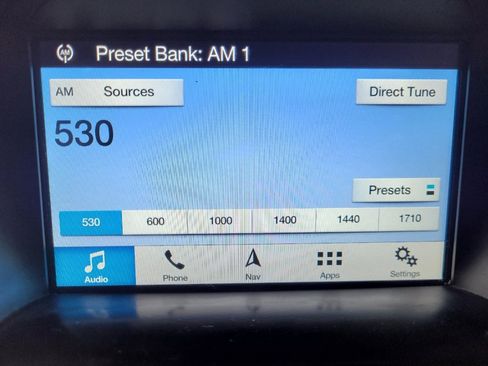 AM Preset Bank: AM 1
AM Sources Direct Tune
530
Presets
530 600 1000 1400 1440 1710
Audio Phone Nav Apps Settings